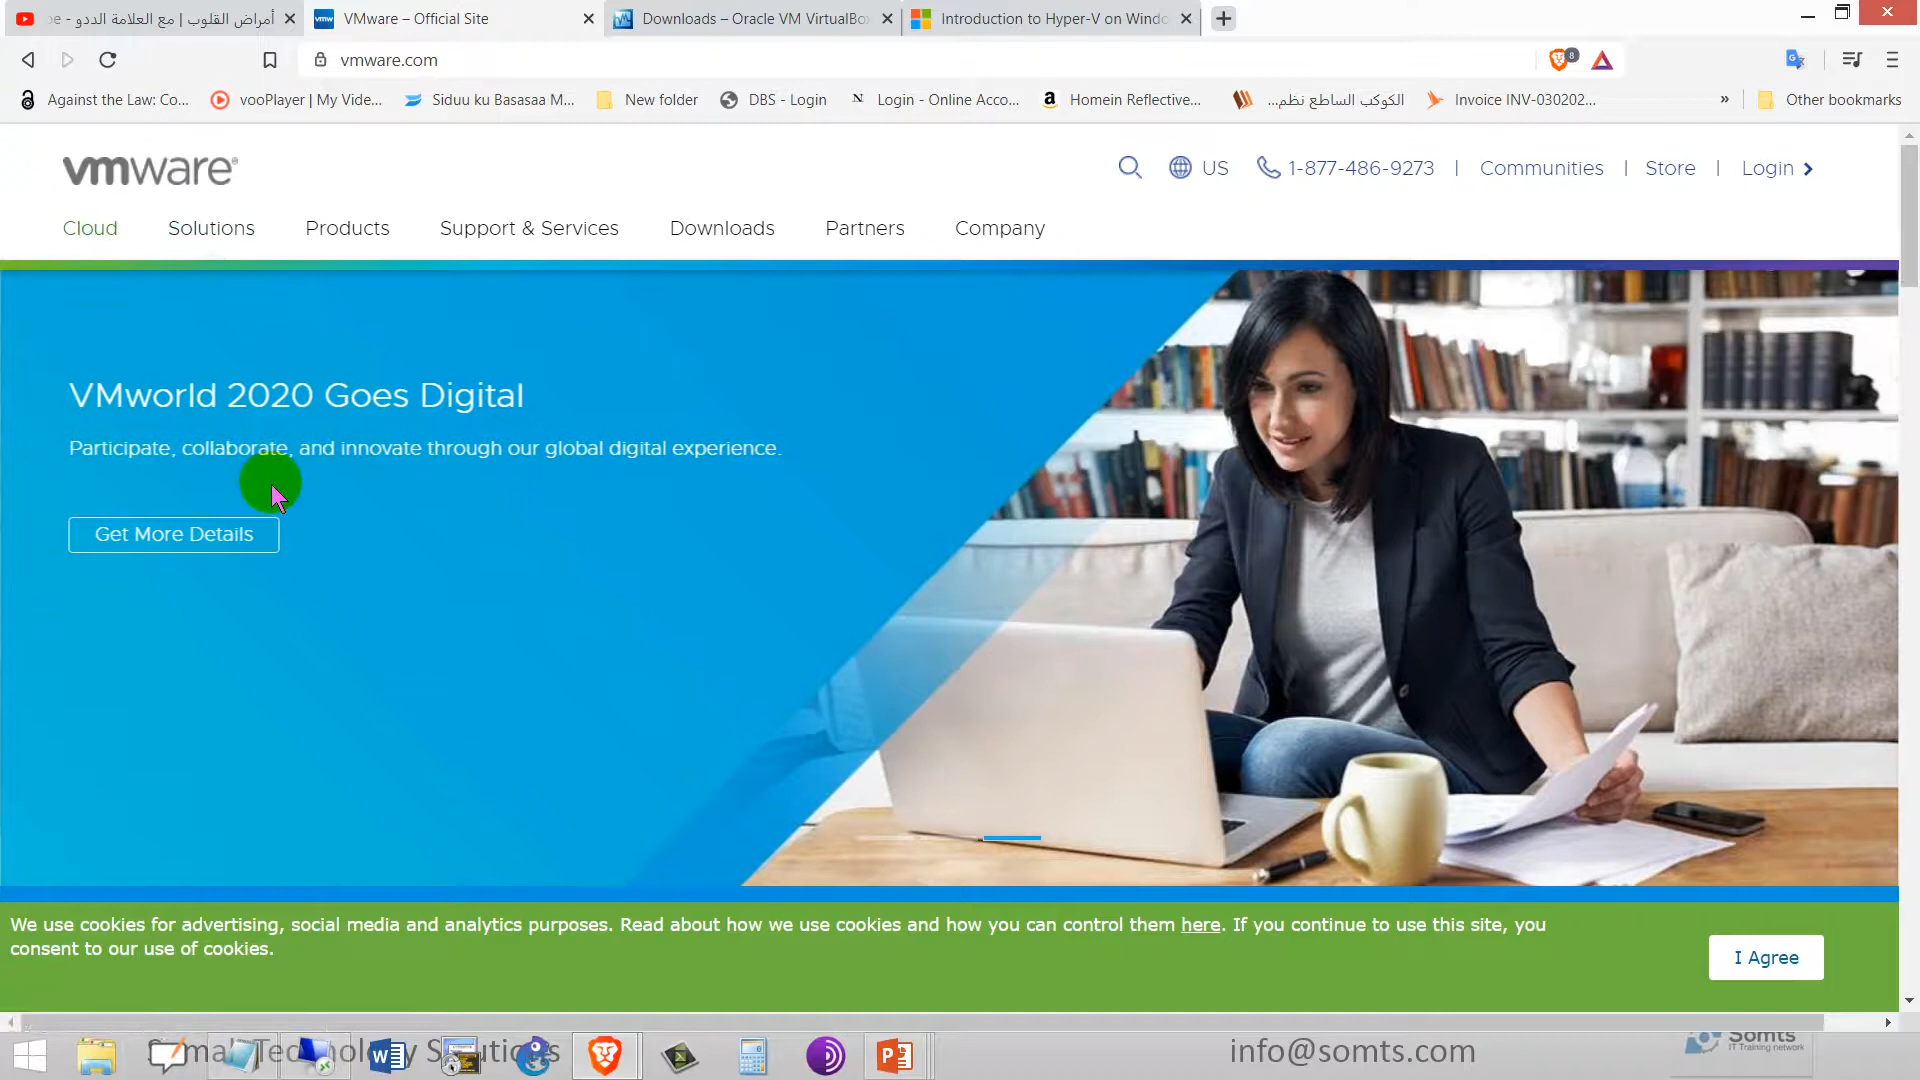 أمراض القلوب | مع العلامة الددو -
VMware – Official Site
Downloads – Oracle VM VirtualBox
Introduction to Hyper-V on Windo
vmware.com
8
Against the Law: Co...
vooPlayer | My Vide...
Siduu ku Basasaa M...
New folder
DBS - Login
Login - Online Acco...
Homein Reflective...
الكوكب الساطع نظم...
Invoice INV-030202...
»
Other bookmarks
vmware®
US
1-877-486-9273 | Communities | Store | Login
Cloud Solutions Products Support & Services Downloads Partners Company
VMworld 2020 Goes Digital
Participate, collaborate, and innovate through our global digital experience.
Get More Details
We use cookies for advertising, social media and analytics purposes. Read about how we use cookies and how you can control them here. If you continue to use this site, you
consent to our use of cookies.
I Agree
info@somts.com
Somts
IT Training network